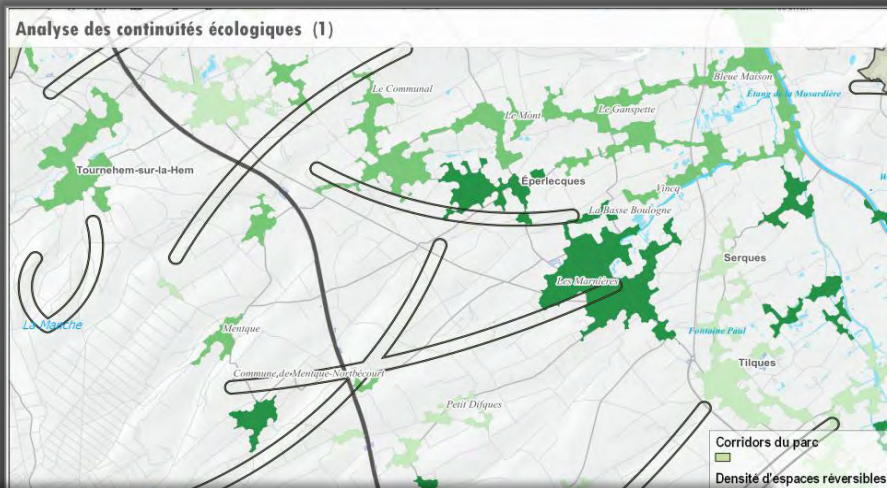 Analyse des continuités écologiques (1)
Bleue Maison
Le Communal
Étang de la Musardière
Le Ganspette
Le Mont
Tournehem-sur-la-Hem
Éperlecques
Vincq
La Basse Boulogne
Serques
Les Marnières
La Manche
Mentque
Fontaine Paul
Tilques
Commune de Mentque-Northécourt
Petit Difques
Corridors du parc
Densité d'espaces réversibles